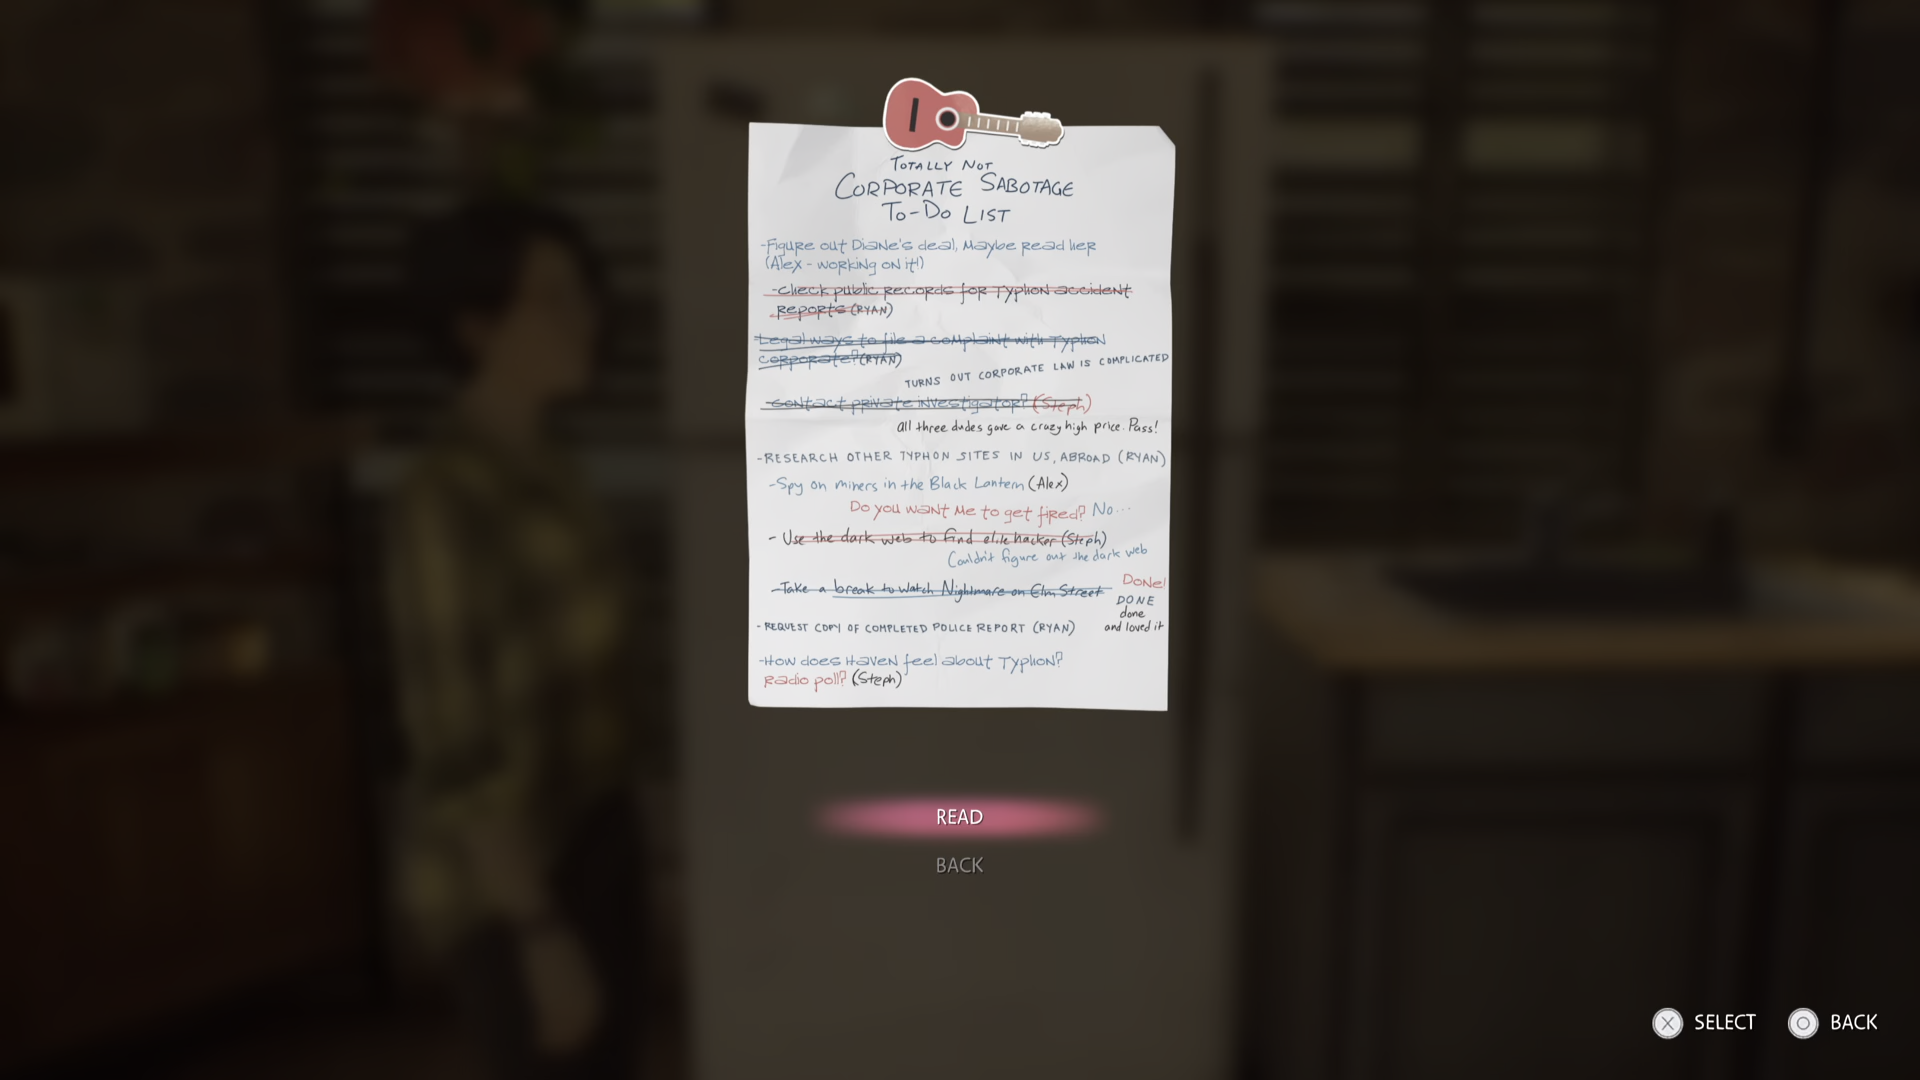 Totally Not
Corporate Sabotage
To-Do List
-Figure out Diane's deal, Maybe read her
(Alex - working on it!)
-Check public records for Typhon accident
reports (RYAN)
-Legal ways to file a complaint with Typhon
corporate? (RYAN)
TURNS OUT CORPORATE LAW IS COMPLICATED
-Contact private investigator? (Steph)
All three dudes gave a crazy high price. Pass!
-RESEARCH OTHER TYPHON SITES IN US, ABROAD (RYAN)
-Spy on miners in the Black Lantern (Alex)
Do you want me to get fired? No...
- Use the dark web to find elite hacker (Steph)
Couldn't figure out the dark web
-Take a break to watch Nightmare on Elm Street
Done!
DONE
done
and loved it
-REQUEST COPY OF COMPLETED POLICE REPORT (RYAN)
-How does Haven feel about Typhon?
Radio poll? (Steph)
READ
BACK
SELECT BACK